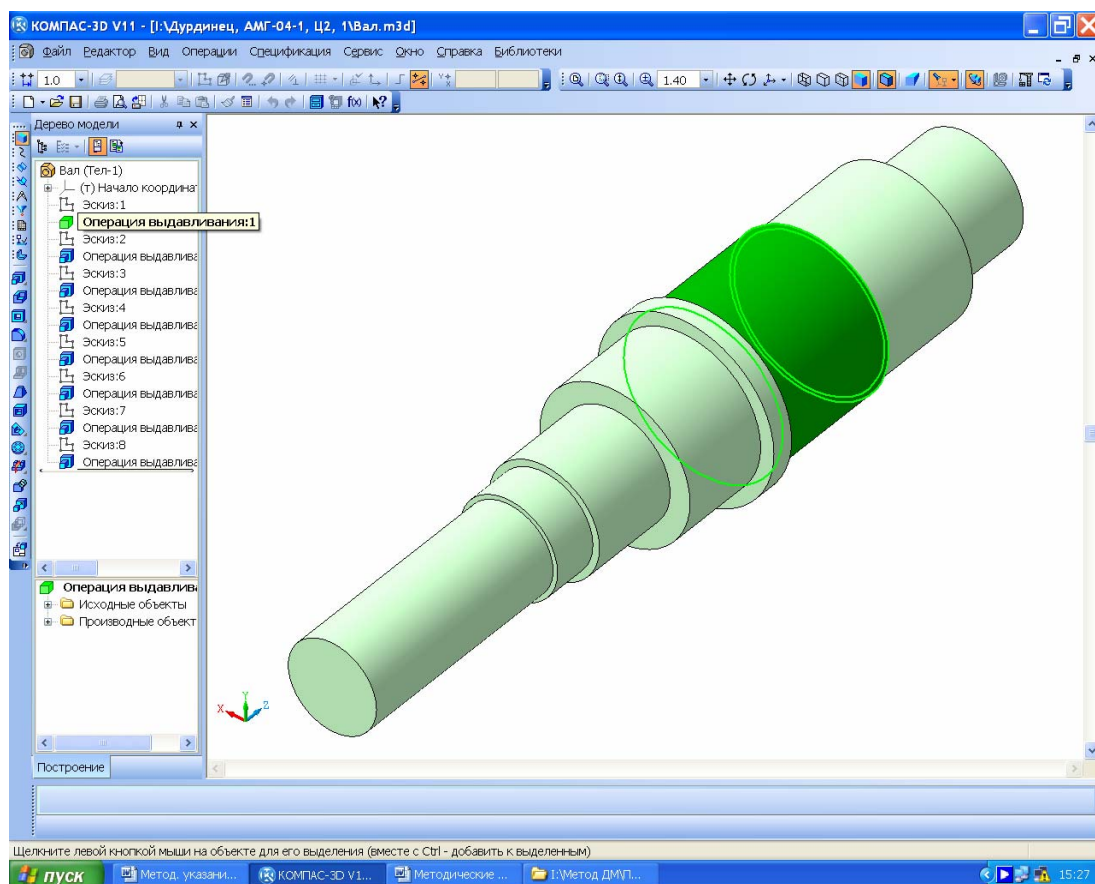 КОМПАС-3D V11 - [I:\Дурдинец, АМГ-04-1, Ц2, 1\Вал.m3d]
Файл Редактор Вид Операции Спецификация Сервис Окно Справка Библиотеки
1.0 1.40
f(x)
Дерево модели
Вал (Тел-1)
(т) Начало координа
Эскиз:1
Операция выдавливания:1
Эскиз:2
Операция выдавлива
Эскиз:3
Операция выдавлива
Эскиз:4
Операция выдавлива
Эскиз:5
Операция выдавлива
Эскиз:6
Операция выдавлива
Эскиз:7
Операция выдавлива
Эскиз:8
Операция выдавлива
Операция выдавлива
Исходные объекты
Производные объект
Построение
X Y Z
Щелкните левой кнопкой мыши на объекте для его выделения (вместе с Ctrl - добавить к выделенным)
пуск Метод. указани... КОМПАС-3D V1... Методические ... I:\Метод ДМ\П... 15:27